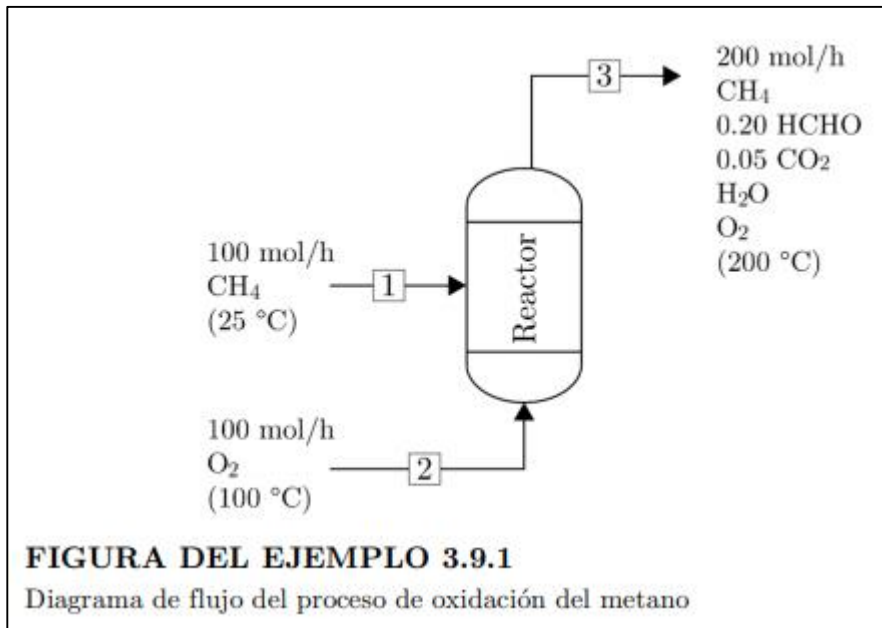 200 mol/h
CH₄
0.20 HCHO
0.05 CO₂
H₂O
O₂
(200 °C)
3
100 mol/h
CH₄
(25 °C)
1
Reactor
100 mol/h
O₂
(100 °C)
2
FIGURA DEL EJEMPLO 3.9.1
Diagrama de flujo del proceso de oxidación del metano